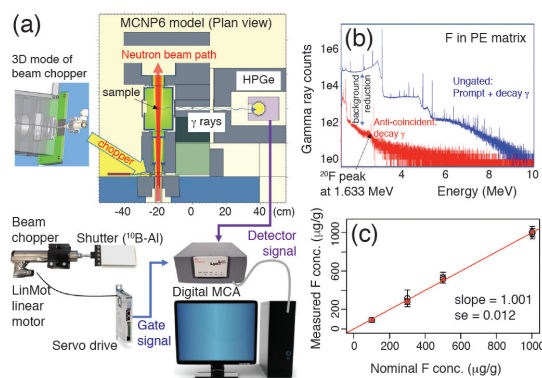 (a)
MCNP6 model (Plan view)
3D mode of
beam chopper
Neutron beam path
sample
HPGe
γ rays
chopper
-40 -20 0 20 40 (cm)
Beam
chopper
Shutter (¹⁰B-Al)
LinMot
linear
motor
Servo drive
Gate
signal
Digital MCA
Detector
signal
(b)
F in PE matrix
Gamma ray counts
1e6
1e4
1e2
1e0
background
reduction
Ungated:
Prompt + decay γ
Anti-coincident:
decay γ
4 6 8 10
²⁰F peak
at 1.633 MeV
Energy (MeV)
(c)
Measured F conc. (µg/g)
1000
600
200
0
slope = 1.001
se = 0.012
0 200 400 600 800 1000
Nominal F conc. (µg/g)